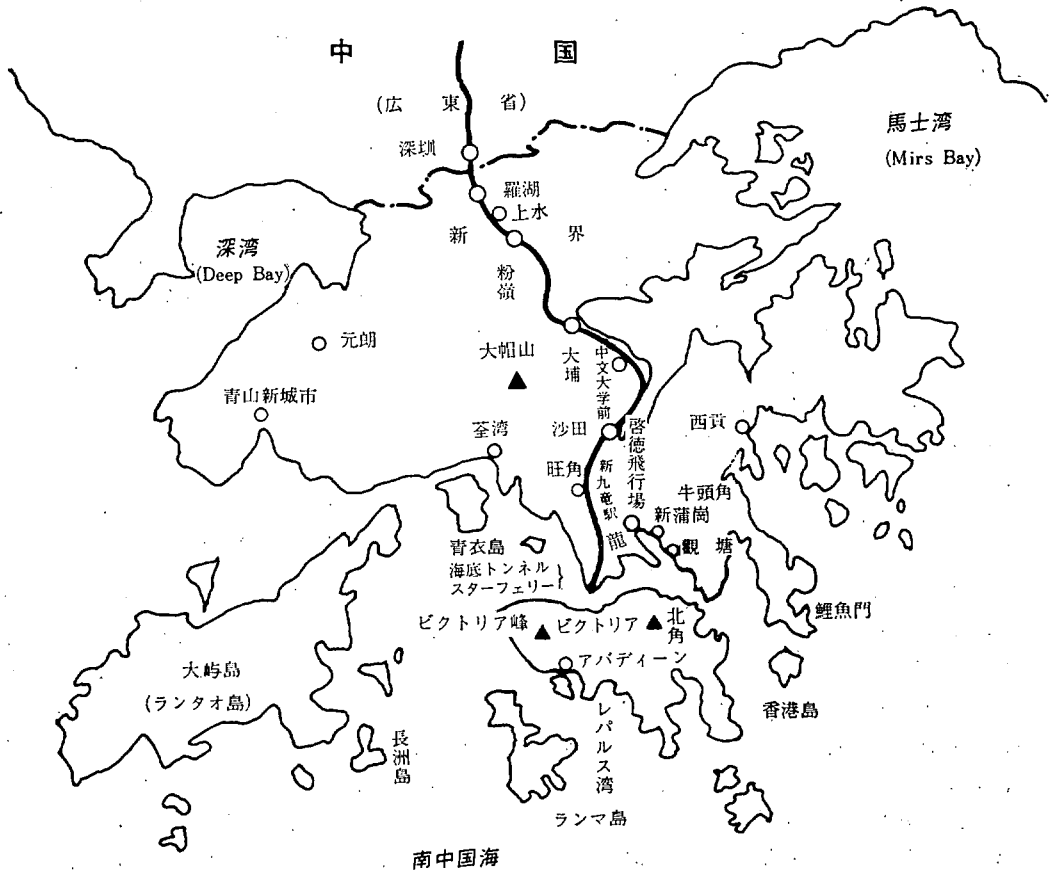 中国
(広東省)
馬士湾
(Mirs Bay)
深圳
羅湖
上水
新界
深湾
(Deep Bay)
粉嶺
元朗
大帽山
大埔
中文大学前
青山新城市
荃湾
沙田
啓徳飛行場
西貢
旺角
新九竜駅
牛頭角
新蒲崗
龍
観塘
青衣島
海底トンネル
スターフェリー
ビクトリア峰
ビクトリア
北角
鯉魚門
アバディーン
大屿島
(ランタオ島)
香港島
レパルス湾
長洲島
ランマ島
南中国海